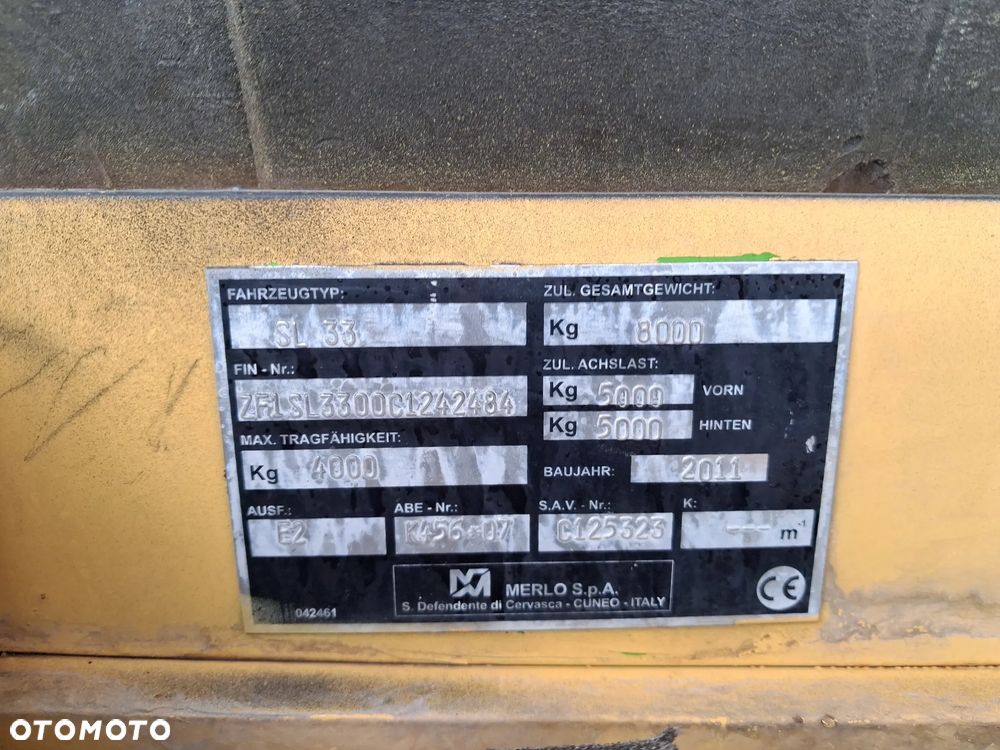 FAHRZEUGTYP:
SL 33
FIN - Nr.:
ZF1SL3300C1242484
MAX. TRAGFÄHIGKEIT:
Kg 4000
ZUL. GESAMTGEWICHT:
Kg 8000
ZUL. ACHSLAST:
Kg 5000 VORN
Kg 5000 HINTEN
BAUJAHR: 2011
AUSF.: ABE - Nr.: S.A.V. - Nr.: K:
E2 K456*07 C125323 --- m⁻¹
MERLO S.p.A.
S. Defendente di Cervasca - CUNEO - ITALY
042461
CE
OTOMOTO